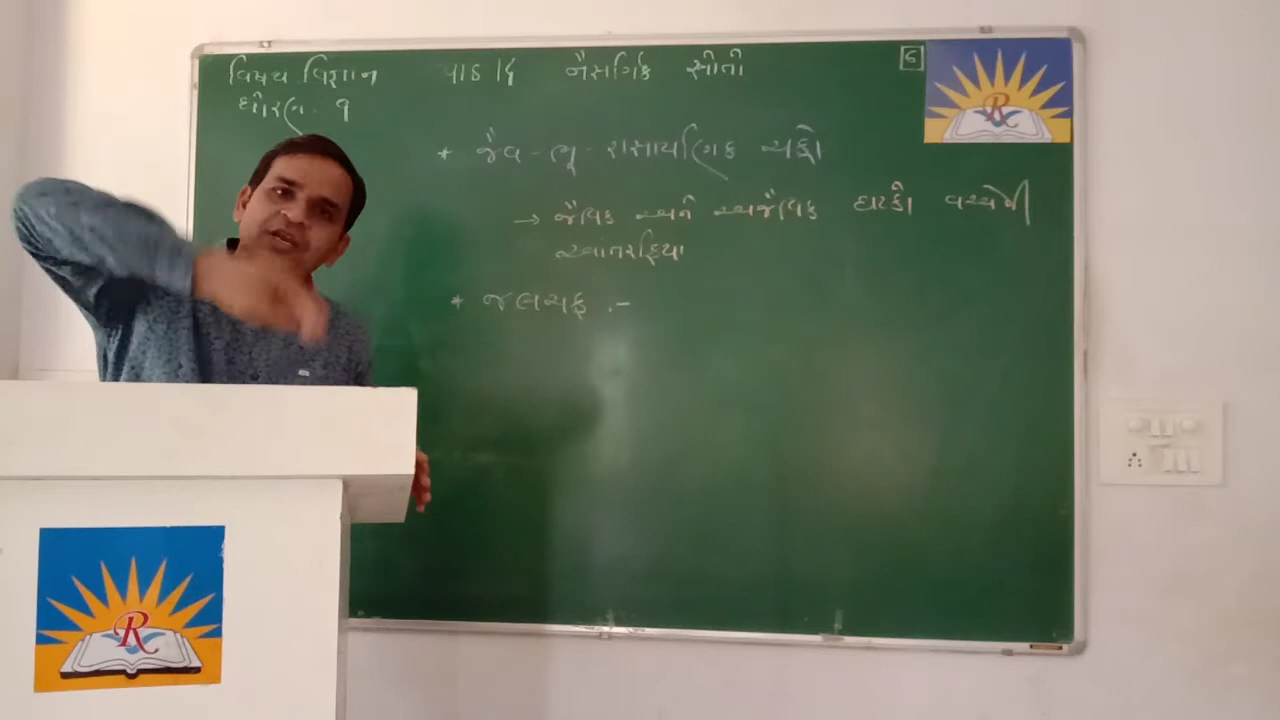 વિષય વિજ્ઞાન પાઠ 14 નૈસર્ગિક સ્રોતો 6
ધોરણ. 9
* જૈવ - ભૂ - રાસાયણિક ચક્રો
→ જૈવિક અને અજૈવિક ઘટકો વચ્ચેની
આંતરક્રિયા
* જલચક્ર :-
R
R